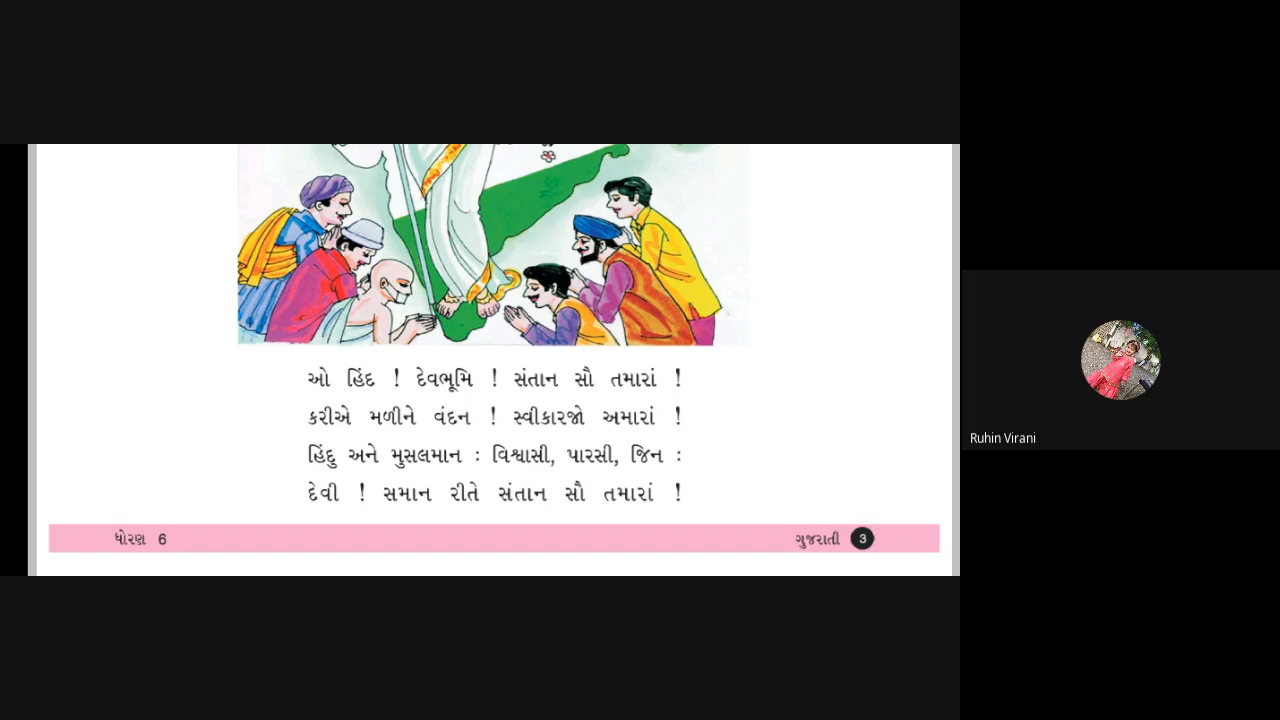 ઓ હિંદ ! દેવભૂમિ ! સંતાન સૌ તમારાં !
કરીએ મળીને વંદન ! સ્વીકારજો અમારાં !
હિંદુ અને મુસલમાન : વિશ્વાસી, પારસી, જિન :
દેવી ! સમાન રીતે સંતાન સૌ તમારાં !
ધોરણ 6 ગુજરાતી 3
Ruhin Virani